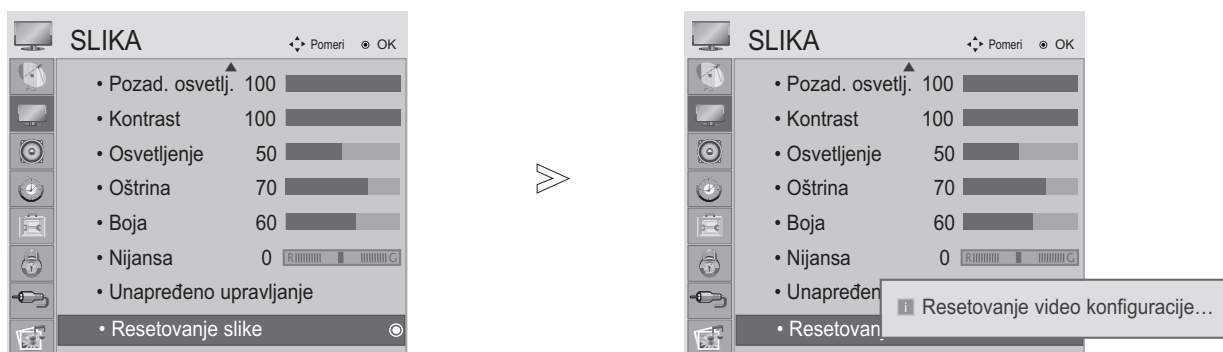 SLIKA Pomeri OK
• Pozad. osvetlj. 100
• Kontrast 100
• Osvetljenje 50
• Oštrina 70
• Boja 60
• Nijansa 0 R G
• Unapređeno upravljanje
• Resetovanje slike
>
SLIKA Pomeri OK
• Pozad. osvetlj. 100
• Kontrast 100
• Osvetljenje 50
• Oštrina 70
• Boja 60
• Nijansa 0 R G
• Unapređen
• Resetovan
i Resetovanje video konfiguracije...